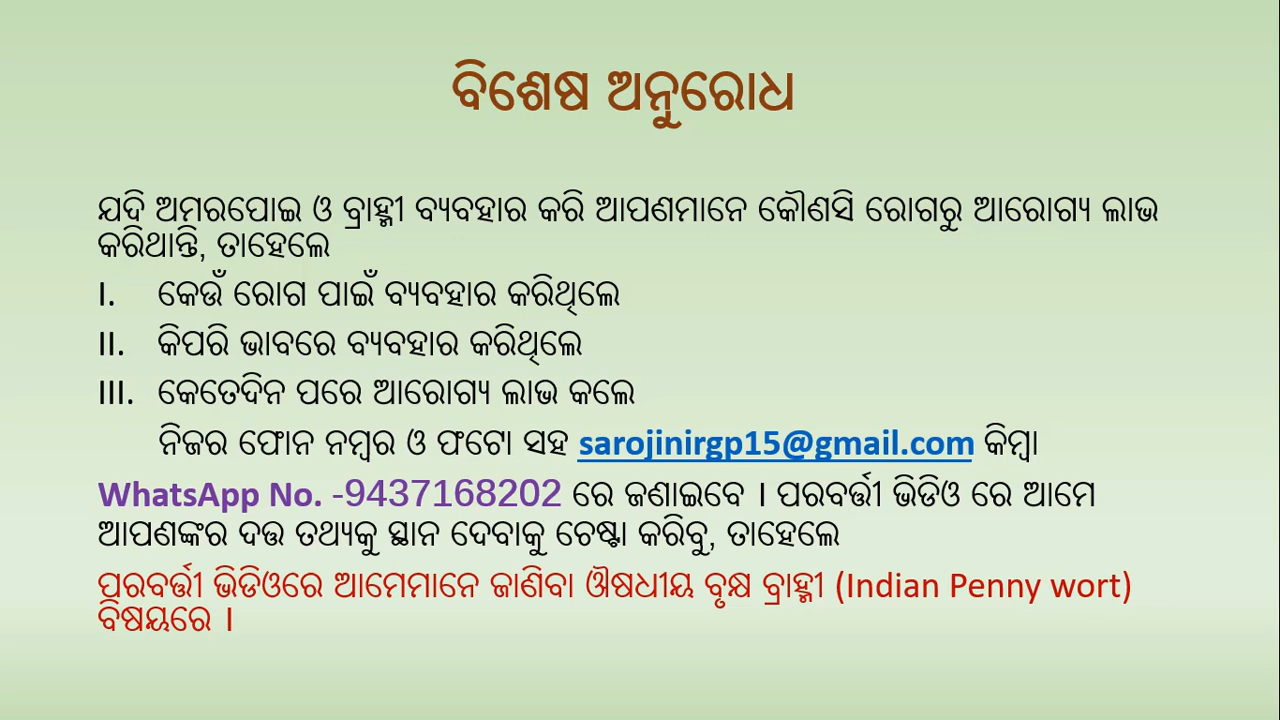 ବିଶେଷ ଅନୁରୋଧ
ଯଦି ଅମରପୋଇ ଓ ବ୍ରାହ୍ମୀ ବ୍ୟବହାର କରି ଆପଣମାନେ କୌଣସି ରୋଗରୁ ଆରୋଗ୍ୟ ଲାଭ
କରିଥାନ୍ତି, ତାହେଲେ
I. କେଉଁ ରୋଗ ପାଇଁ ବ୍ୟବହାର କରିଥିଲେ
II. କିପରି ଭାବରେ ବ୍ୟବହାର କରିଥିଲେ
III. କେତେଦିନ ପରେ ଆରୋଗ୍ୟ ଲାଭ କଲେ
ନିଜର ଫୋନ ନମ୍ବର ଓ ଫଟୋ ସହ sarojinirgp15@gmail.com କିମ୍ବା
WhatsApp No. -9437168202 ରେ ଜଣାଇବେ । ପରବର୍ତ୍ତୀ ଭିଡିଓ ରେ ଆମେ
ଆପଣଙ୍କର ଦତ୍ତ ତଥ୍ୟକୁ ସ୍ଥାନ ଦେବାକୁ ଚେଷ୍ଟା କରିବୁ, ତାହେଲେ
ପରବର୍ତ୍ତୀ ଭିଡିଓରେ ଆମେମାନେ ଜାଣିବା ଔଷଧୀୟ ବୃକ୍ଷ ବ୍ରାହ୍ମୀ (Indian Penny wort)
ବିଷୟରେ ।